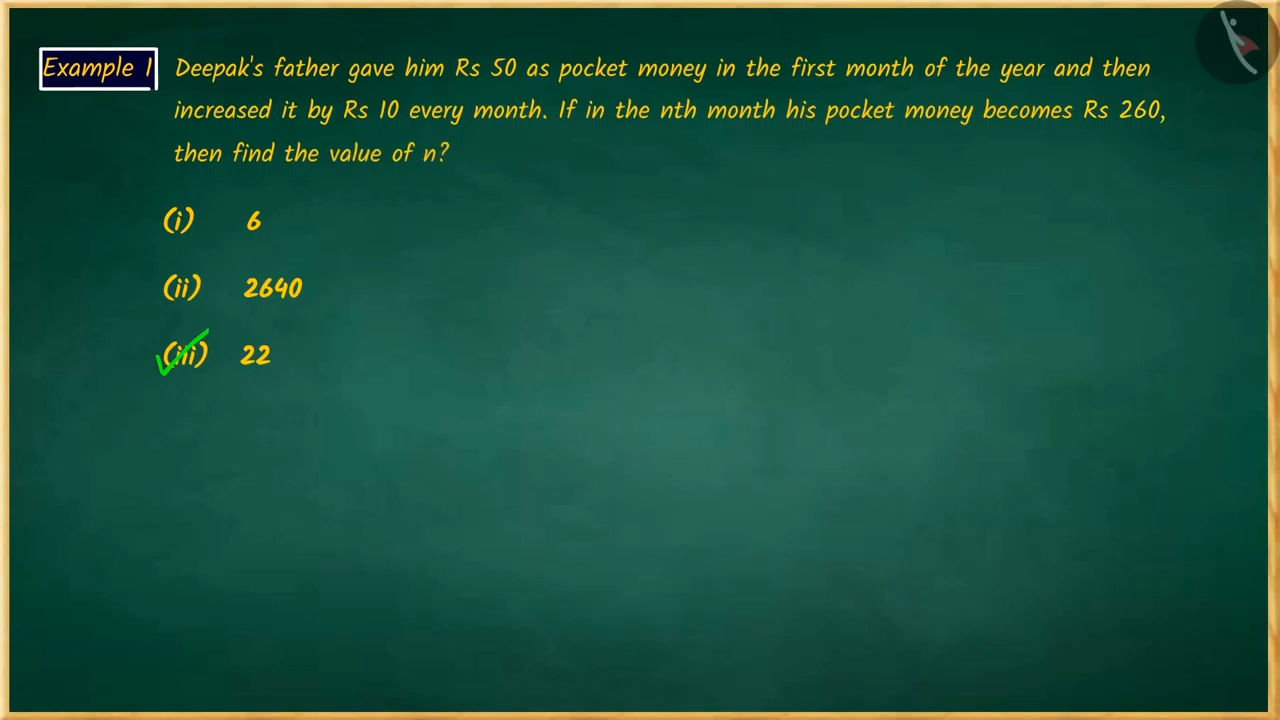 Example 1 Deepak's father gave him Rs 50 as pocket money in the first month of the year and then
increased it by Rs 10 every month. If in the nth month his pocket money becomes Rs 260,
then find the value of n?
(i) 6
(ii) 2640
(iii) 22